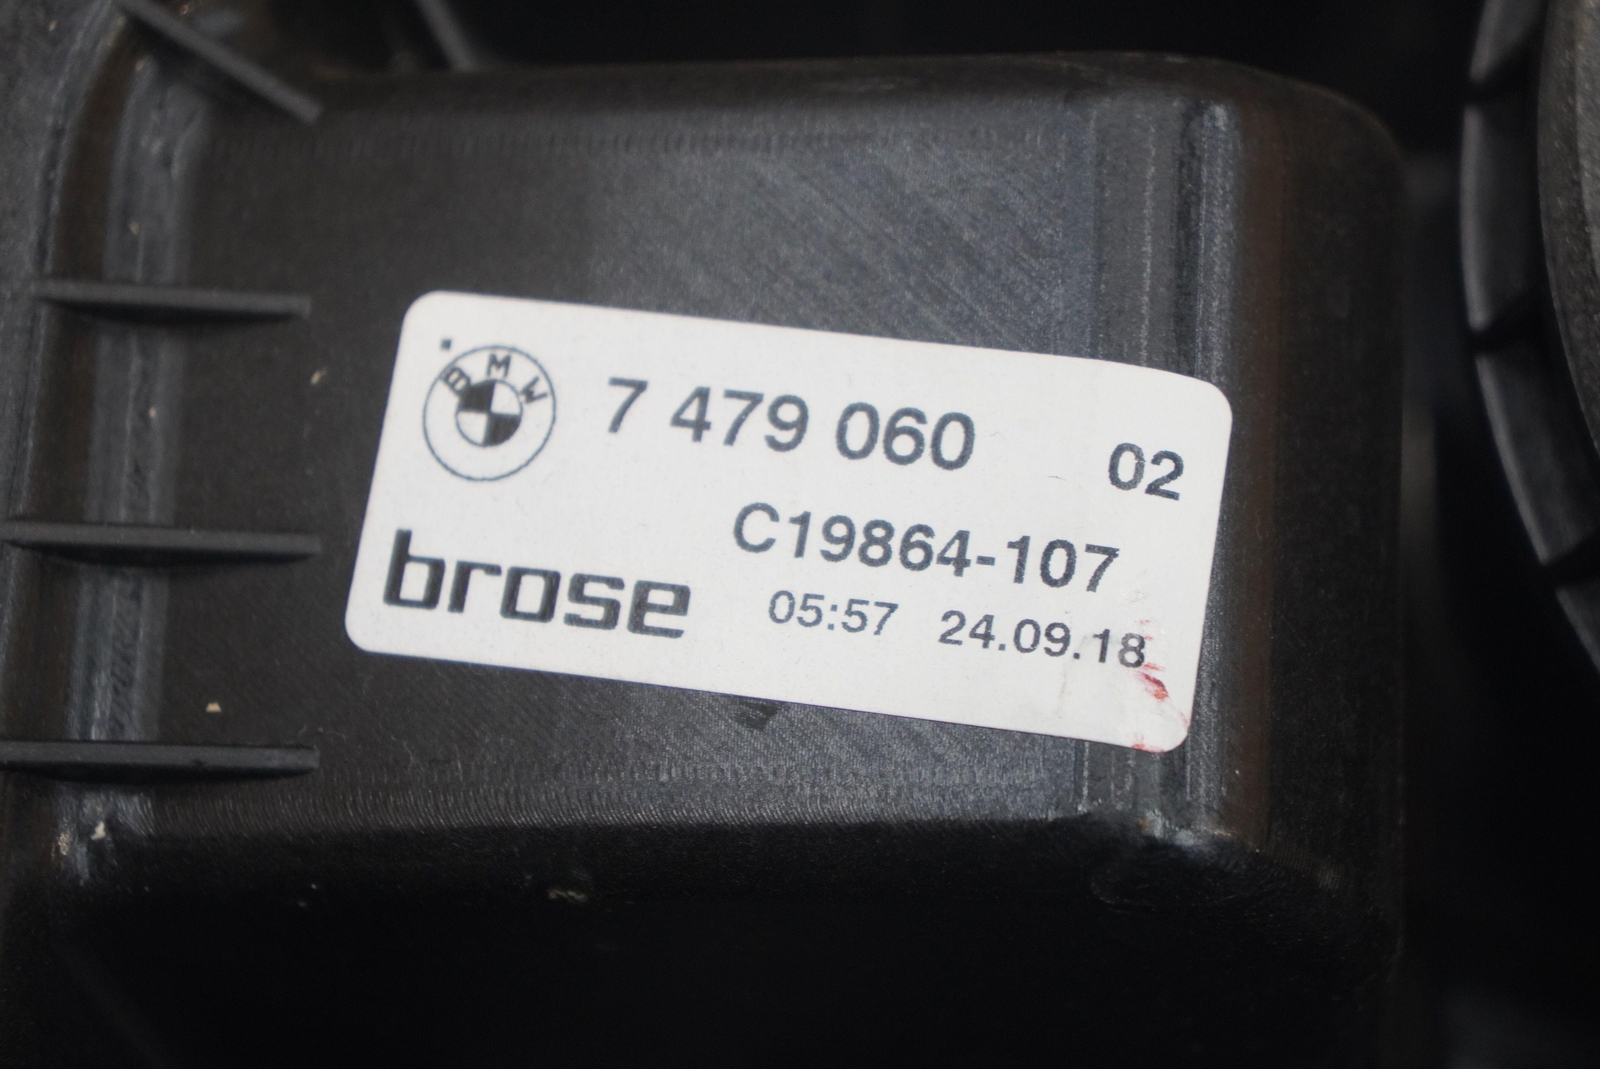 BMW 7 479 060 02
C19864-107
brose 05:57 24.09.18